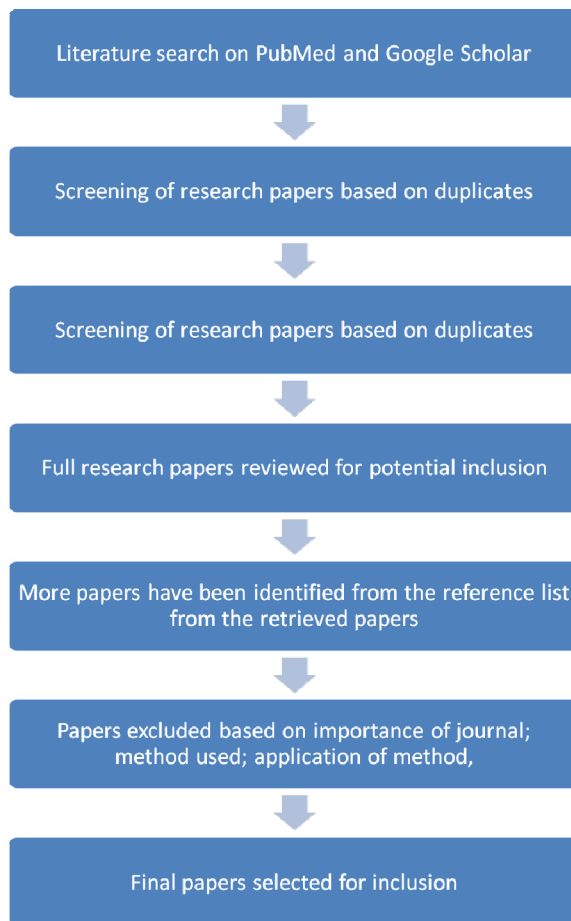 Literature search on PubMed and Google Scholar
Screening of research papers based on duplicates
Screening of research papers based on duplicates
Full research papers reviewed for potential inclusion
More papers have been identified from the reference list
from the retrieved papers
Papers excluded based on importance of journal;
method used; application of method,
Final papers selected for inclusion